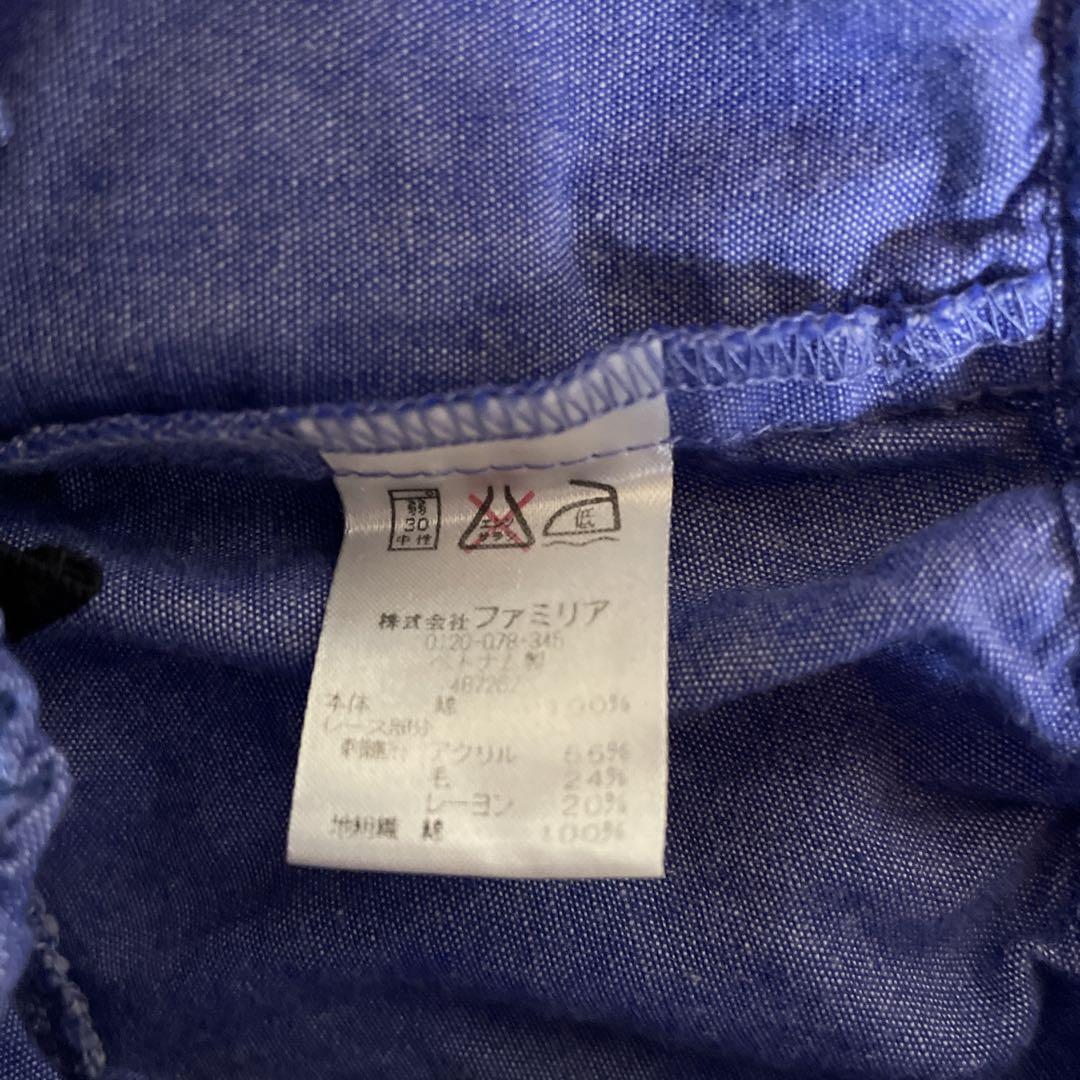 弱
30
中性
エンソ
サラシ
低
株式会社ファミリア
0120-078-345
ベトナム製
48726
本体 綿 100%
レース部分
刺繍糸 アクリル 56%
毛 24%
レーヨン 20%
地組織 綿 100%